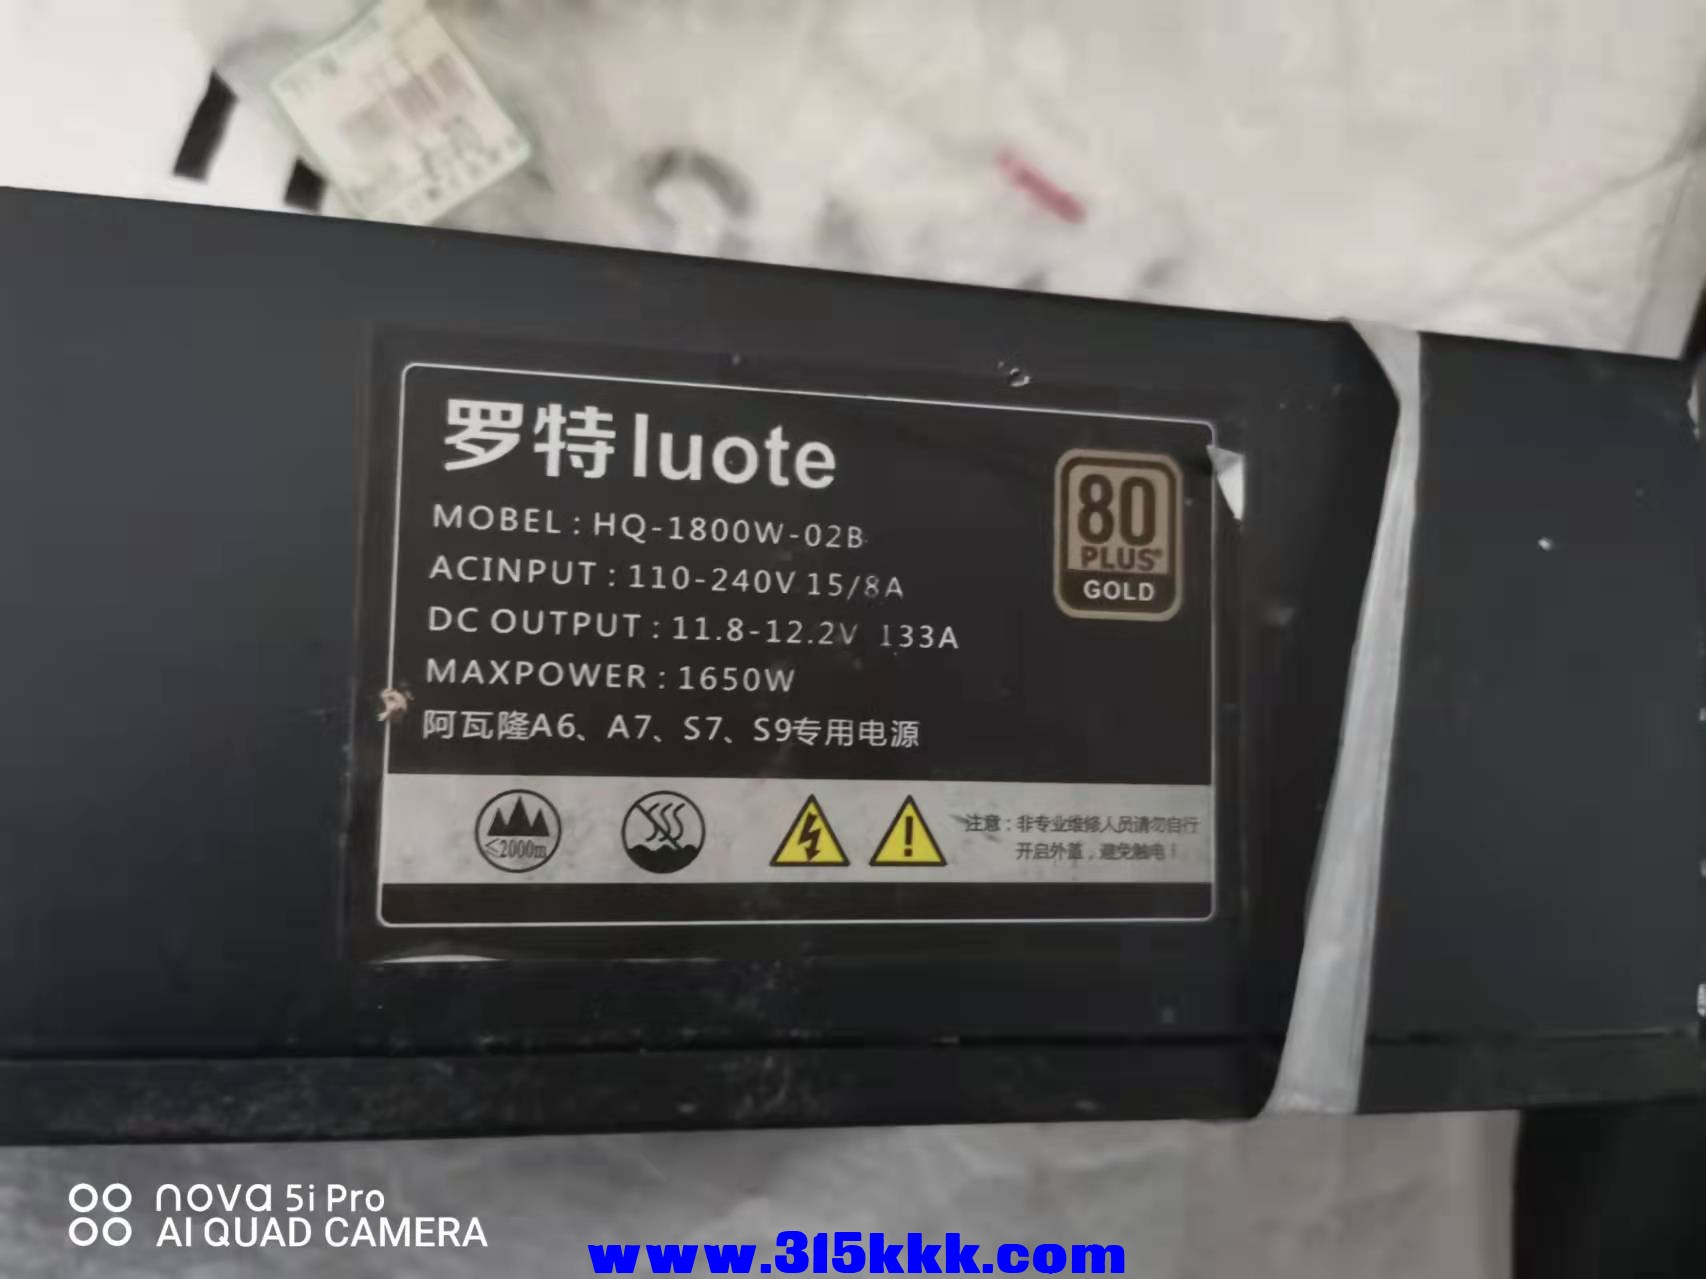 罗特luote
MOBEL : HQ-1800W-02B
ACINPUT : 110-240V 15/8A
DC OUTPUT : 11.8-12.2V 133A
MAXPOWER : 1650W
阿瓦隆A6、A7、S7、S9专用电源
80
PLUS®
GOLD
≤2000m
注意：非专业维修人员请勿自行
开启外盖，避免触电！
nova 5i Pro
AI QUAD CAMERA
www.315kkk.com